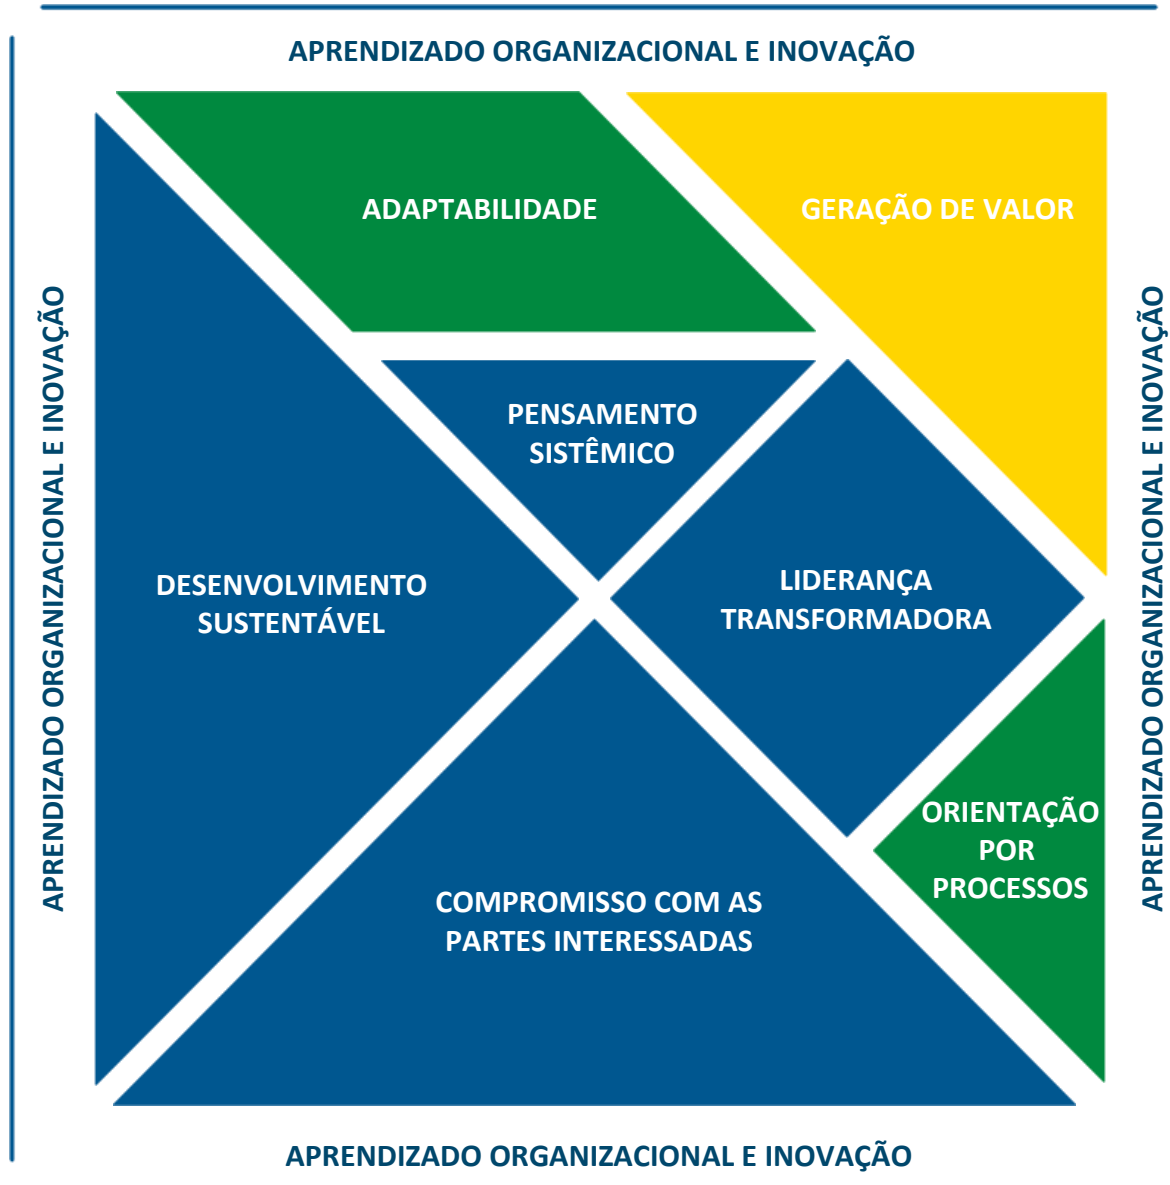 APRENDIZADO ORGANIZACIONAL E INOVAÇÃO
ADAPTABILIDADE
GERAÇÃO DE VALOR
PENSAMENTO
SISTÊMICO
APRENDIZADO ORGANIZACIONAL E INOVAÇÃO
DESENVOLVIMENTO
SUSTENTÁVEL
LIDERANÇA
TRANSFORMADORA
APRENDIZADO ORGANIZACIONAL E INOVAÇÃO
ORIENTAÇÃO
POR
PROCESSOS
COMPROMISSO COM AS
PARTES INTERESSADAS
APRENDIZADO ORGANIZACIONAL E INOVAÇÃO